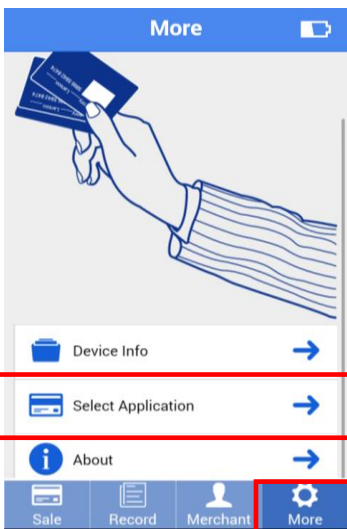 More
Device Info
Select Application
About
Sale
Record
Merchant
More